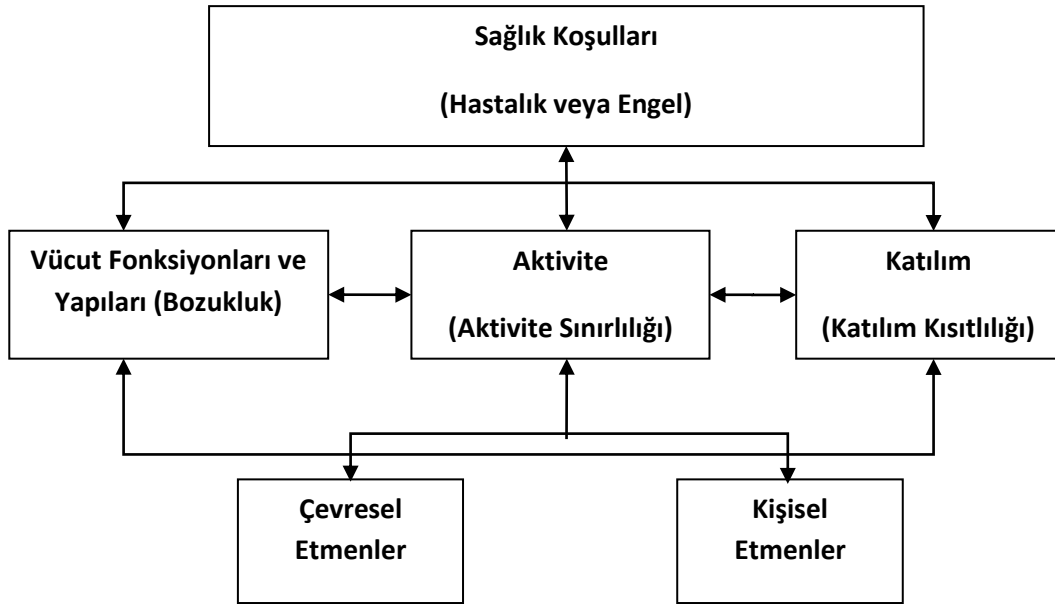 Sağlık Koşulları
(Hastalık veya Engel)
Vücut Fonksiyonları ve
Yapıları (Bozukluk)
Aktivite
(Aktivite Sınırlılığı)
Katılım
(Katılım Kısıtlılığı)
Çevresel
Etmenler
Kişisel
Etmenler